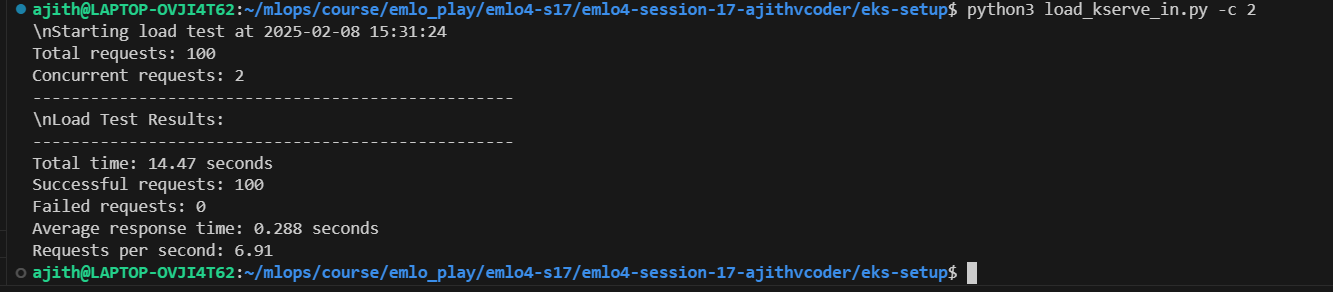 ajith@LAPTOP-OVJI4T62:~/mlops/course/emlo_play/emlo4-s17/emlo4-session-17-ajithvcoder/eks-setup$ python3 load_kserve_in.py -c 2
\nStarting load test at 2025-02-08 15:31:24
Total requests: 100
Concurrent requests: 2
--------------------------------------------------
\nLoad Test Results:
--------------------------------------------------
Total time: 14.47 seconds
Successful requests: 100
Failed requests: 0
Average response time: 0.288 seconds
Requests per second: 6.91
ajith@LAPTOP-OVJI4T62:~/mlops/course/emlo_play/emlo4-s17/emlo4-session-17-ajithvcoder/eks-setup$